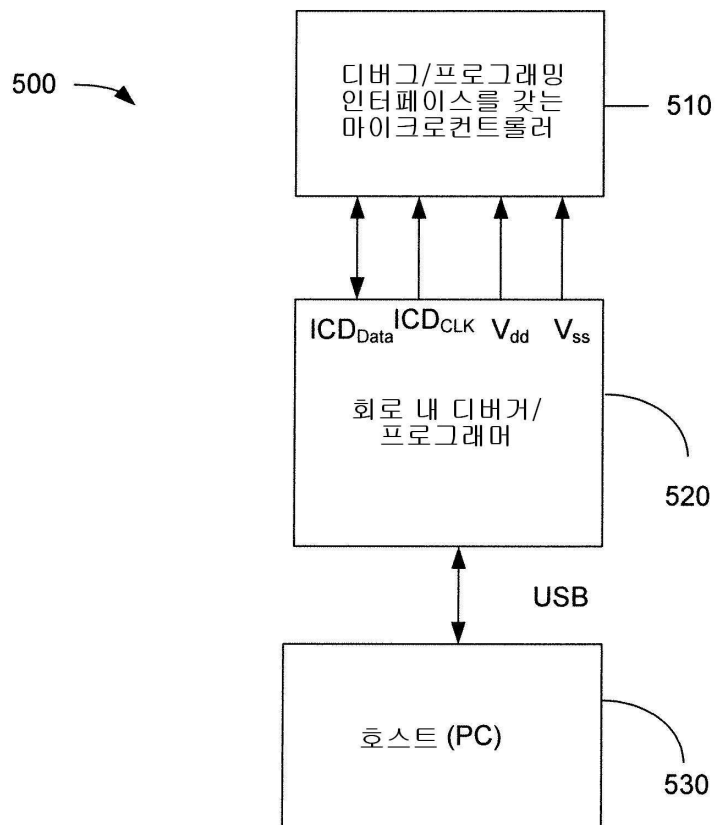 500
디버그/프로그래밍
인터페이스를 갖는
마이크로컨트롤러
510
ICDData ICDCLK Vdd Vss
회로 내 디버거/
프로그래머
520
USB
호스트 (PC)
530